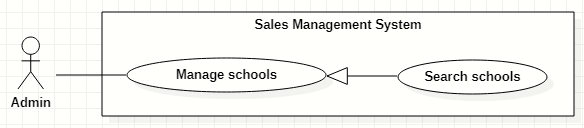 Sales Management System
Manage schools
Search schools
Admin